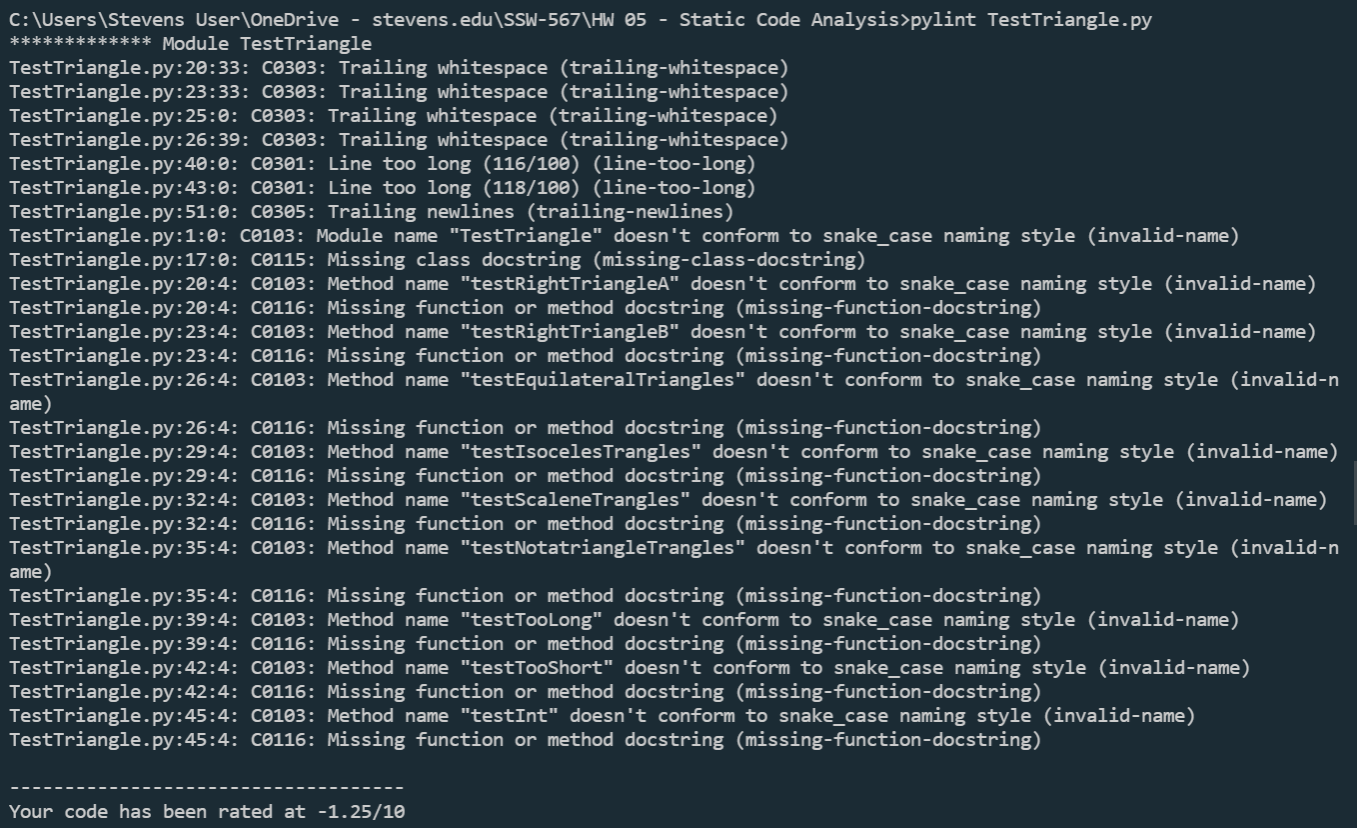 C:\Users\Stevens User\OneDrive - stevens.edu\SSW-567\HW 05 - Static Code Analysis>pylint TestTriangle.py
************* Module TestTriangle
TestTriangle.py:20:33: C0303: Trailing whitespace (trailing-whitespace)
TestTriangle.py:23:33: C0303: Trailing whitespace (trailing-whitespace)
TestTriangle.py:25:0: C0303: Trailing whitespace (trailing-whitespace)
TestTriangle.py:26:39: C0303: Trailing whitespace (trailing-whitespace)
TestTriangle.py:40:0: C0301: Line too long (116/100) (line-too-long)
TestTriangle.py:43:0: C0301: Line too long (118/100) (line-too-long)
TestTriangle.py:51:0: C0305: Trailing newlines (trailing-newlines)
TestTriangle.py:1:0: C0103: Module name "TestTriangle" doesn't conform to snake_case naming style (invalid-name)
TestTriangle.py:17:0: C0115: Missing class docstring (missing-class-docstring)
TestTriangle.py:20:4: C0103: Method name "testRightTriangleA" doesn't conform to snake_case naming style (invalid-name)
TestTriangle.py:20:4: C0116: Missing function or method docstring (missing-function-docstring)
TestTriangle.py:23:4: C0103: Method name "testRightTriangleB" doesn't conform to snake_case naming style (invalid-name)
TestTriangle.py:23:4: C0116: Missing function or method docstring (missing-function-docstring)
TestTriangle.py:26:4: C0103: Method name "testEquilateralTriangles" doesn't conform to snake_case naming style (invalid-n
ame)
TestTriangle.py:26:4: C0116: Missing function or method docstring (missing-function-docstring)
TestTriangle.py:29:4: C0103: Method name "testIsocelesTrangles" doesn't conform to snake_case naming style (invalid-name)
TestTriangle.py:29:4: C0116: Missing function or method docstring (missing-function-docstring)
TestTriangle.py:32:4: C0103: Method name "testScaleneTrangles" doesn't conform to snake_case naming style (invalid-name)
TestTriangle.py:32:4: C0116: Missing function or method docstring (missing-function-docstring)
TestTriangle.py:35:4: C0103: Method name "testNotatriangleTrangles" doesn't conform to snake_case naming style (invalid-n
ame)
TestTriangle.py:35:4: C0116: Missing function or method docstring (missing-function-docstring)
TestTriangle.py:39:4: C0103: Method name "testTooLong" doesn't conform to snake_case naming style (invalid-name)
TestTriangle.py:39:4: C0116: Missing function or method docstring (missing-function-docstring)
TestTriangle.py:42:4: C0103: Method name "testTooShort" doesn't conform to snake_case naming style (invalid-name)
TestTriangle.py:42:4: C0116: Missing function or method docstring (missing-function-docstring)
TestTriangle.py:45:4: C0103: Method name "testInt" doesn't conform to snake_case naming style (invalid-name)
TestTriangle.py:45:4: C0116: Missing function or method docstring (missing-function-docstring)
------------------------------------
Your code has been rated at -1.25/10